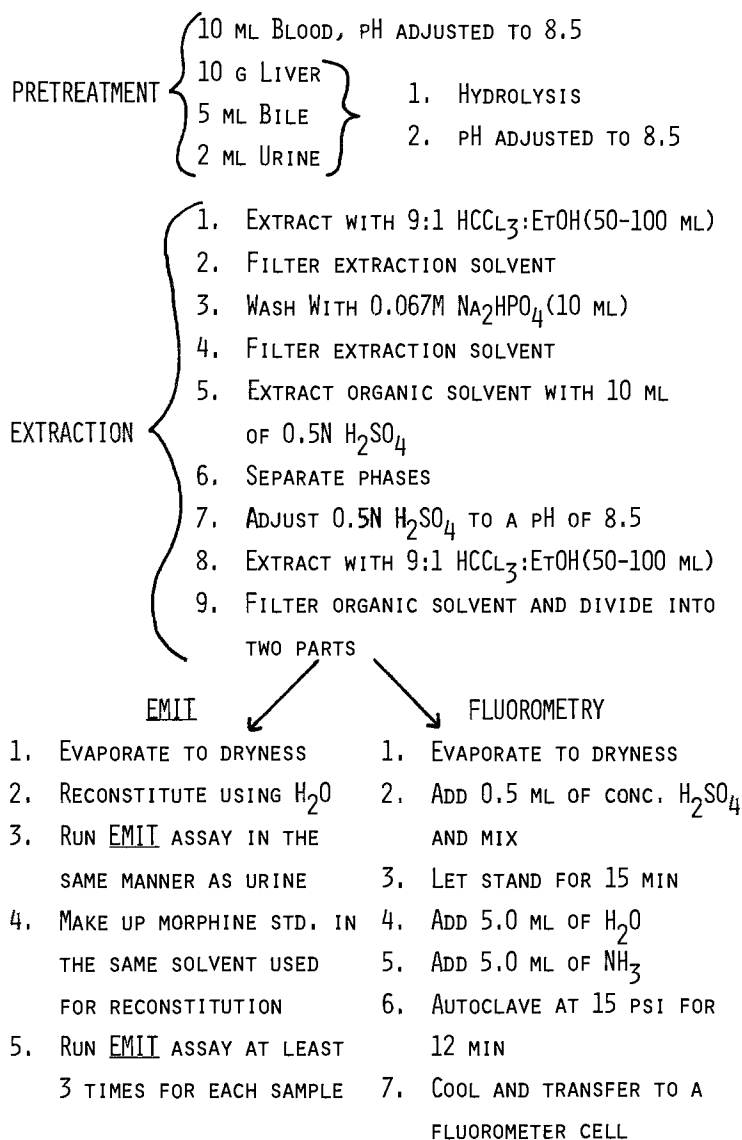 10 ML BLOOD, PH ADJUSTED TO 8.5
PRETREATMENT
10 G LIVER
5 ML BILE
2 ML URINE
1. HYDROLYSIS
2. PH ADJUSTED TO 8.5
EXTRACTION
1. EXTRACT WITH 9:1 HCCL3:ETOH(50-100 ML)
2. FILTER EXTRACTION SOLVENT
3. WASH WITH 0.067M NA2HPO4(10 ML)
4. FILTER EXTRACTION SOLVENT
5. EXTRACT ORGANIC SOLVENT WITH 10 ML
OF 0.5N H2SO4
6. SEPARATE PHASES
7. ADJUST 0.5N H2SO4 TO A PH OF 8.5
8. EXTRACT WITH 9:1 HCCL3:ETOH(50-100 ML)
9. FILTER ORGANIC SOLVENT AND DIVIDE INTO
TWO PARTS
EMIT
1. EVAPORATE TO DRYNESS
2. RECONSTITUTE USING H2O
3. RUN EMIT ASSAY IN THE
SAME MANNER AS URINE
4. MAKE UP MORPHINE STD. IN
THE SAME SOLVENT USED
FOR RECONSTITUTION
5. RUN EMIT ASSAY AT LEAST
3 TIMES FOR EACH SAMPLE
FLUOROMETRY
1. EVAPORATE TO DRYNESS
2. ADD 0.5 ML OF CONC. H2SO4
AND MIX
3. LET STAND FOR 15 MIN
4. ADD 5.0 ML OF H2O
5. ADD 5.0 ML OF NH3
6. AUTOCLAVE AT 15 PSI FOR
12 MIN
7. COOL AND TRANSFER TO A
FLUOROMETER CELL